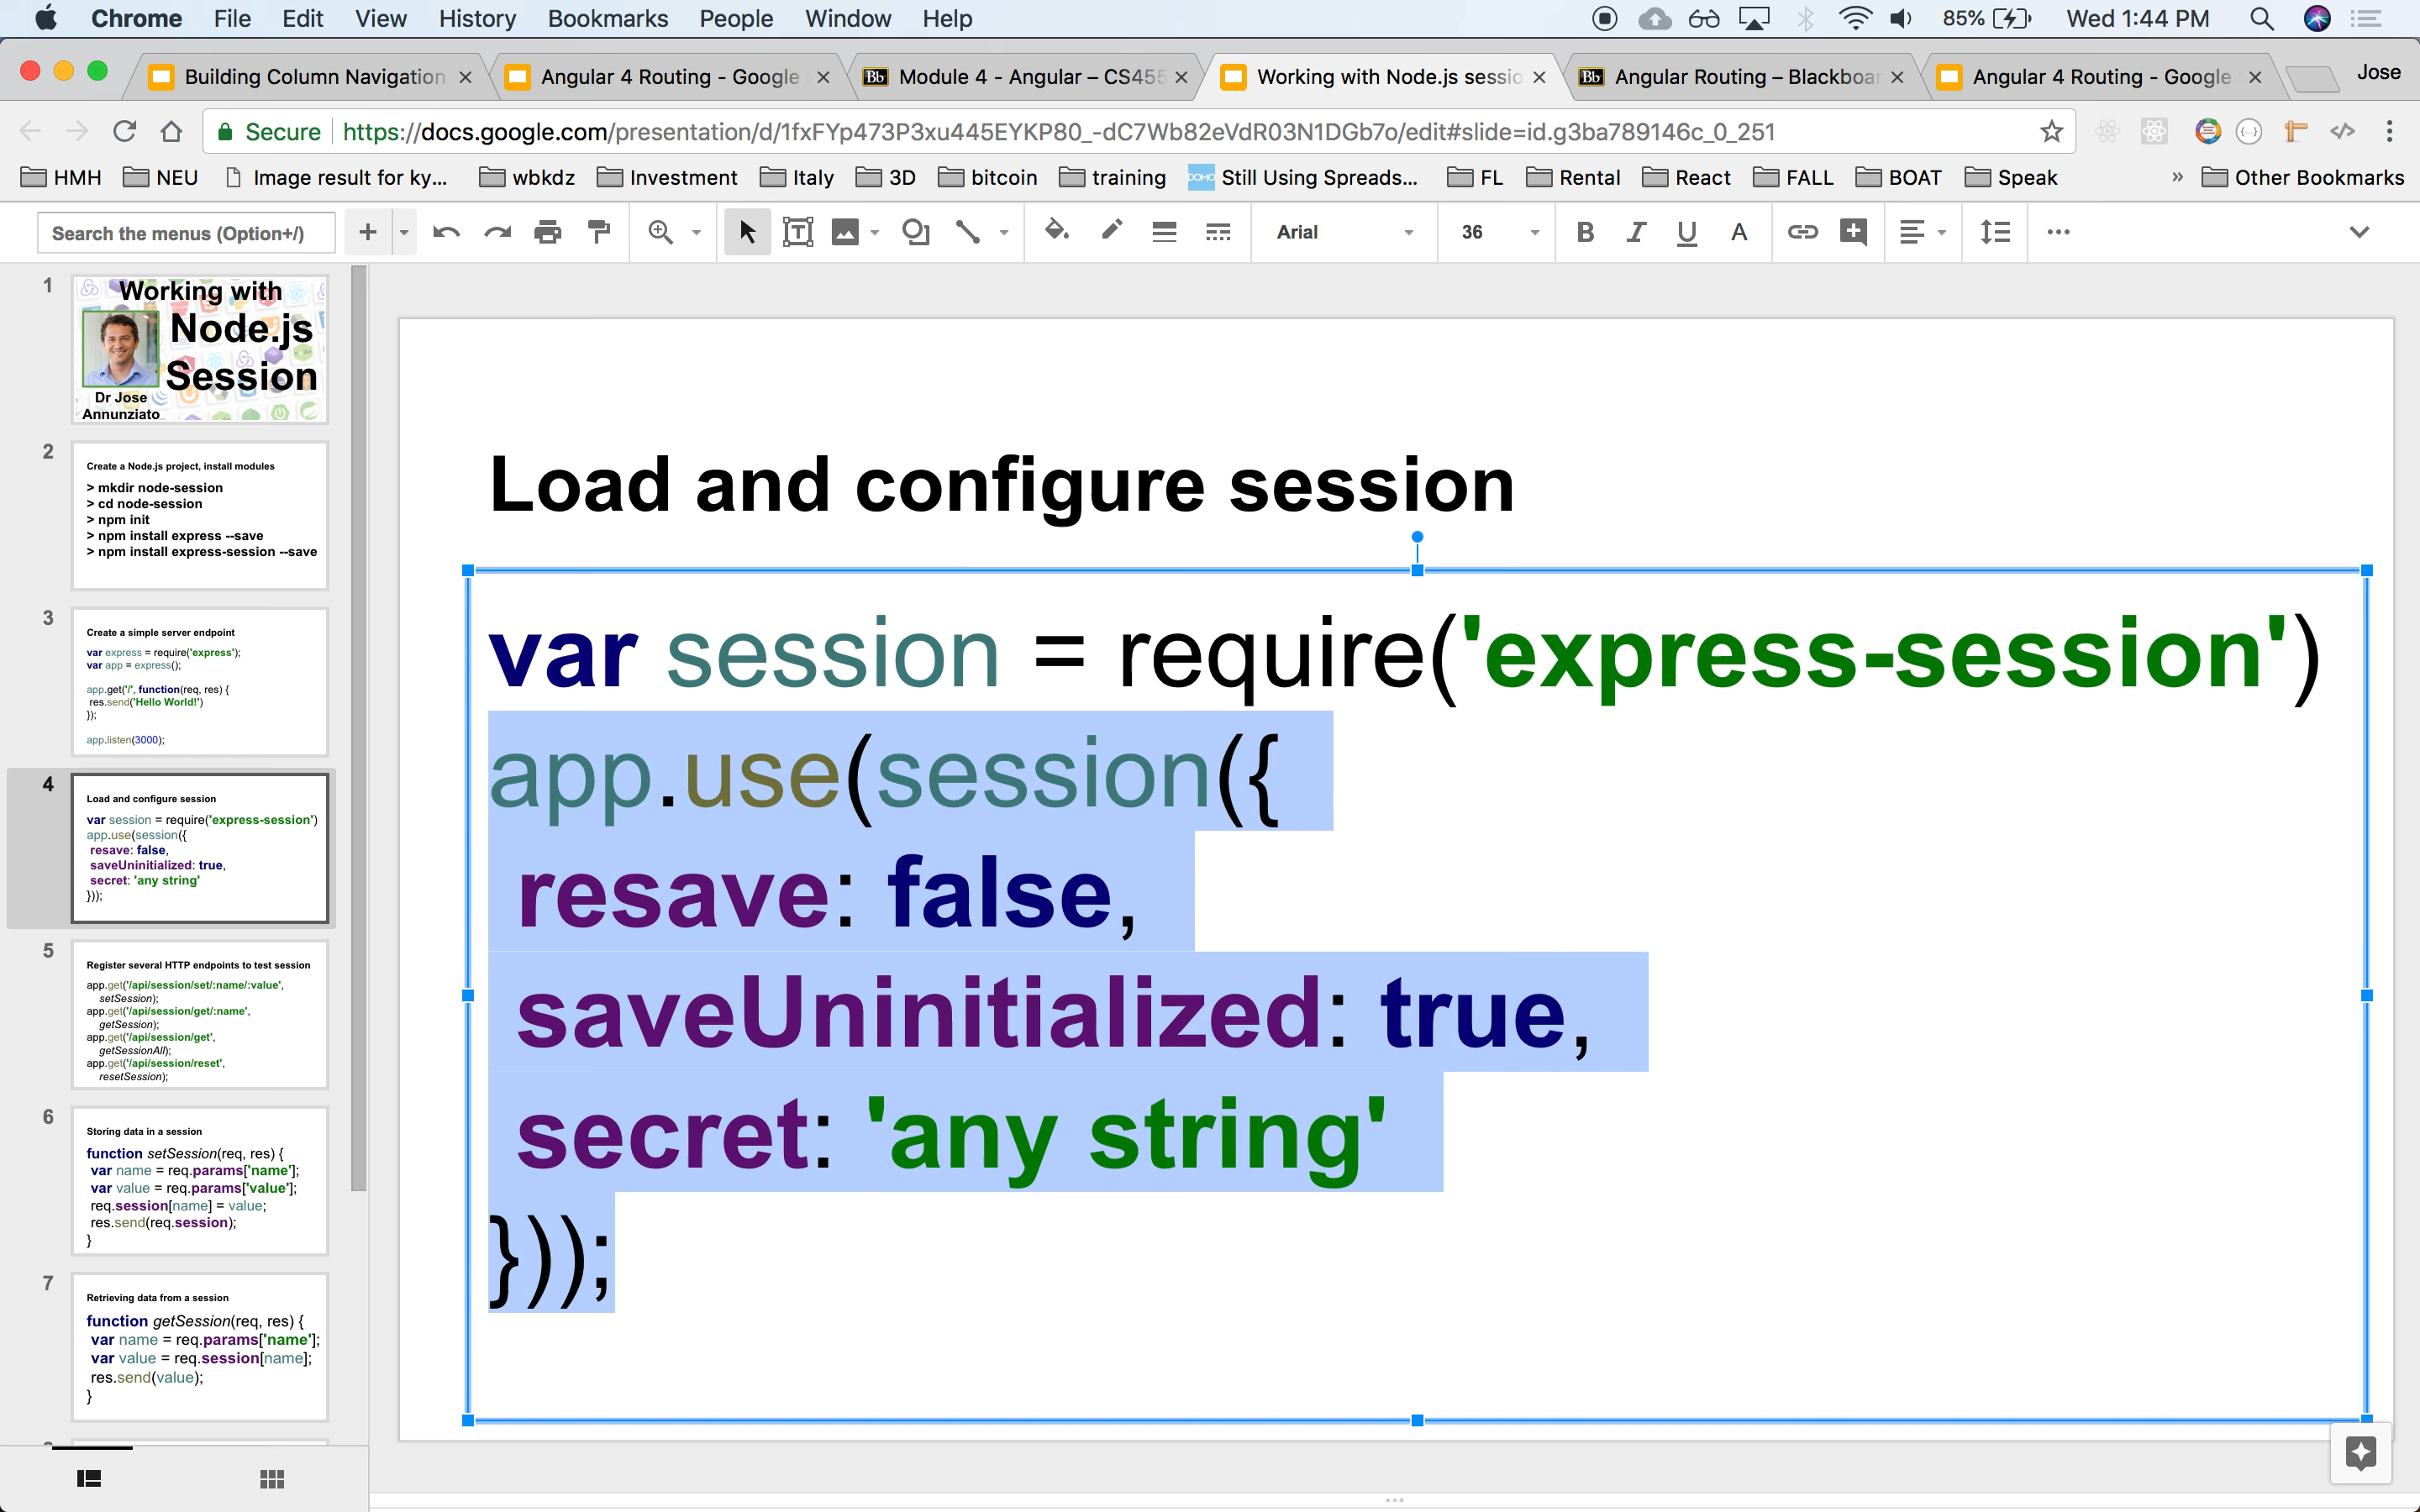 Chrome File Edit View History Bookmarks People Window Help 85% Wed 1:44 PM
Building Column Navigation Angular 4 Routing - Google Module 4 - Angular – CS455 Working with Node.js sessio Angular Routing – Blackboar Angular 4 Routing - Google Jose
Secure https://docs.google.com/presentation/d/1fxFYp473P3xu445EYKP80_-dC7Wb82eVdR03N1DGb7o/edit#slide=id.g3ba789146c_0_251
HMH NEU Image result for ky... wbkdz Investment Italy 3D bitcoin training DOMO Still Using Spreads... FL Rental React FALL BOAT Speak » Other Bookmarks
Search the menus (Option+/) Arial 36 B I U A
1
Working with
Node.js
Session
Dr Jose
Annunziato
2
Create a Node.js project, install modules
> mkdir node-session
> cd node-session
> npm init
> npm install express --save
> npm install express-session --save
3
Create a simple server endpoint
var express = require('express');
var app = express();
app.get('/', function(req, res) {
res.send('Hello World!')
});
app.listen(3000);
4
Load and configure session
var session = require('express-session')
app.use(session({
resave: false,
saveUninitialized: true,
secret: 'any string'
}));
5
Register several HTTP endpoints to test session
app.get('/api/session/set/:name/:value',
setSession);
app.get('/api/session/get/:name',
getSession);
app.get('/api/session/get',
getSessionAll);
app.get('/api/session/reset',
resetSession);
6
Storing data in a session
function setSession(req, res) {
var name = req.params['name'];
var value = req.params['value'];
req.session[name] = value;
res.send(req.session);
}
7
Retrieving data from a session
function getSession(req, res) {
var name = req.params['name'];
var value = req.session[name];
res.send(value);
}
Load and configure session
var session = require('express-session')
app.use(session({
resave: false,
saveUninitialized: true,
secret: 'any string'
}));